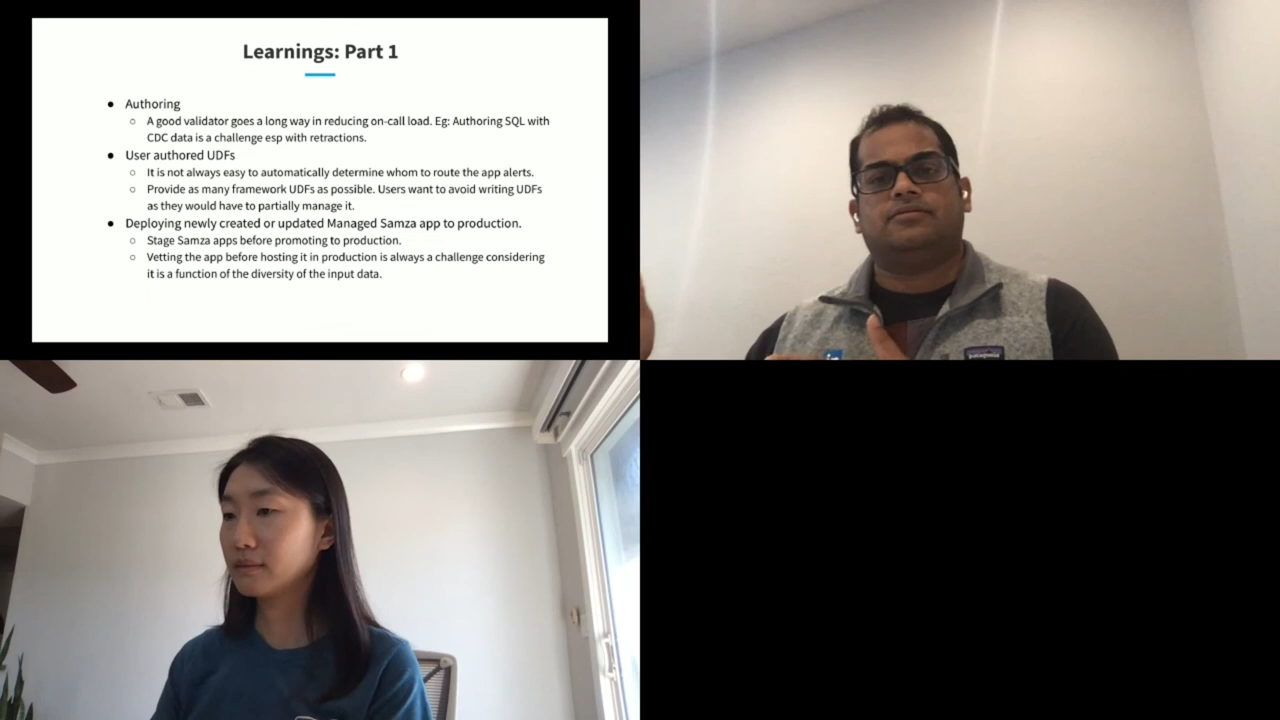 Learnings: Part 1
● Authoring
○ A good validator goes a long way in reducing on-call load. Eg: Authoring SQL with
CDC data is a challenge esp with retractions.
● User authored UDFs
○ It is not always easy to automatically determine whom to route the app alerts.
○ Provide as many framework UDFs as possible. Users want to avoid writing UDFs
as they would have to partially manage it.
● Deploying newly created or updated Managed Samza app to production.
○ Stage Samza apps before promoting to production.
○ Vetting the app before hosting it in production is always a challenge considering
it is a function of the diversity of the input data.
in
patagonia